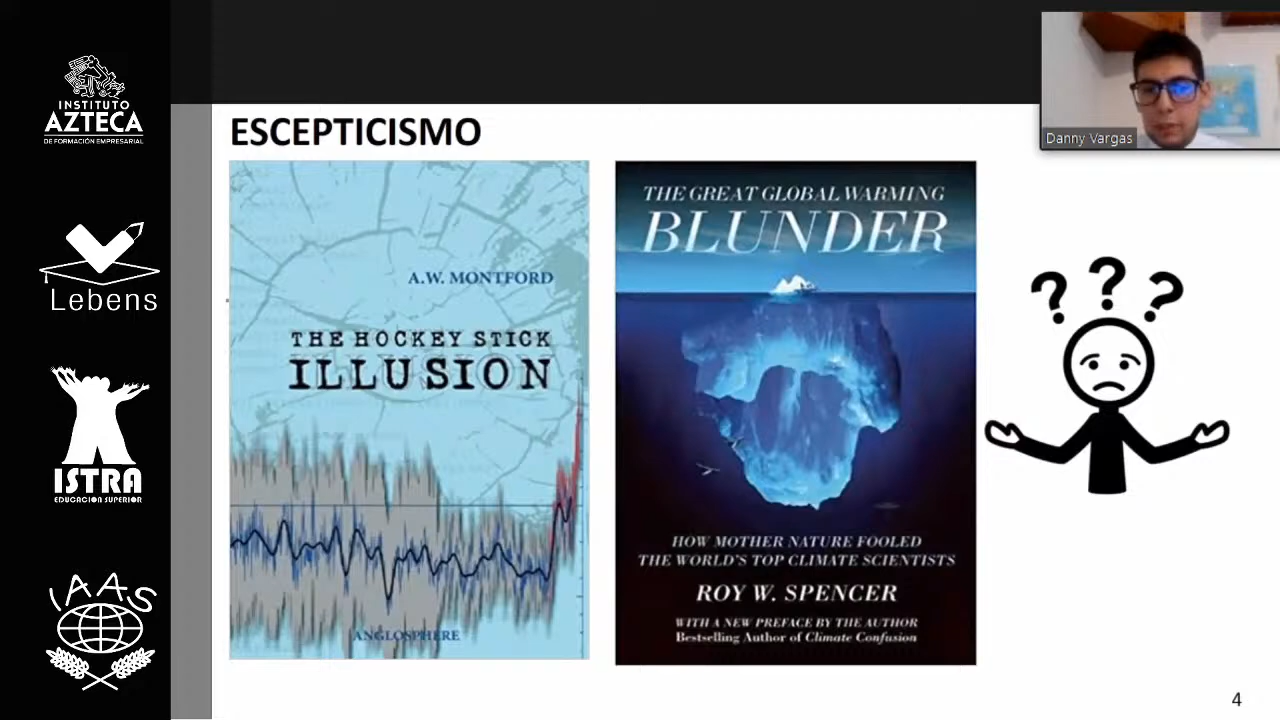 INSTITUTO
AZTECA
DE FORMACIÓN EMPRESARIAL
Lebens
ISTRA
EDUCACION SUPERIOR
IAAS
ESCEPTICISMO
A.W. MONTFORD
THE HOCKEY STICK
ILLUSION
ANGLOSPHERE
THE GREAT GLOBAL WARMING
BLUNDER
HOW MOTHER NATURE FOOLED
THE WORLD'S TOP CLIMATE SCIENTISTS
ROY W. SPENCER
WITH A NEW PREFACE BY THE AUTHOR
Bestselling Author of Climate Confusion
? ? ?
Danny Vargas
4